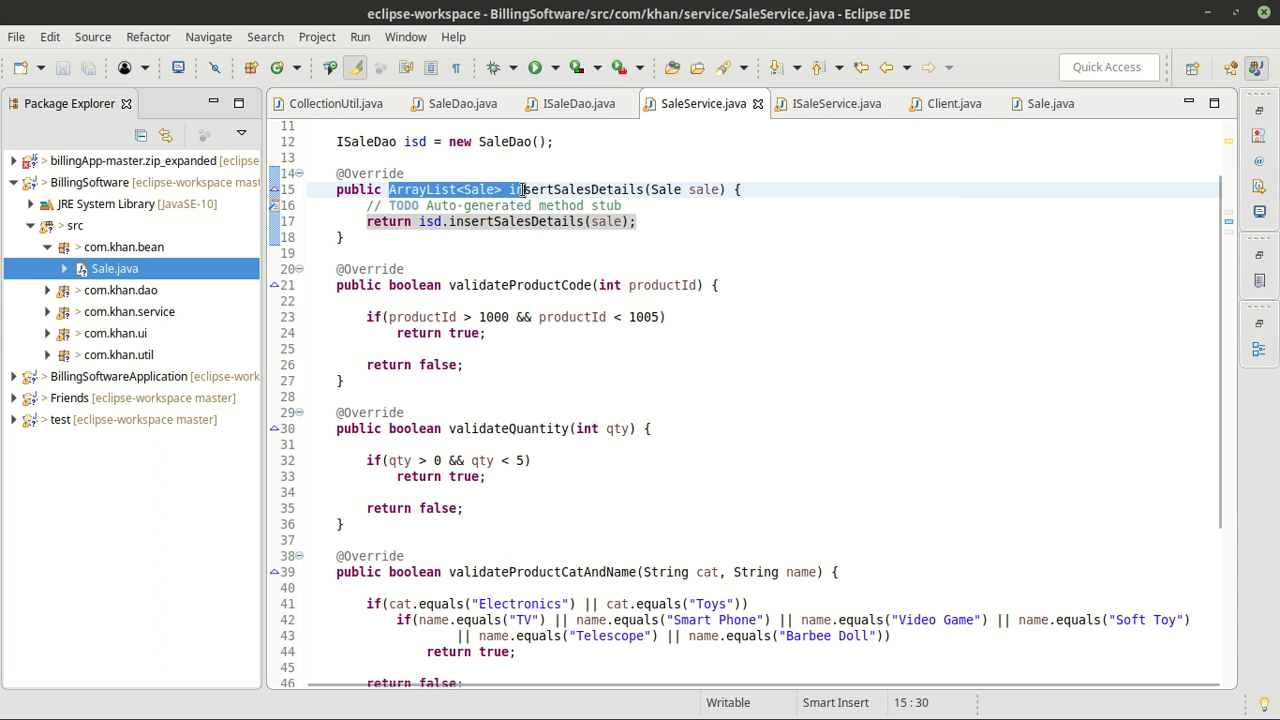 eclipse-workspace - BillingSoftware/src/com/khan/service/SaleService.java - Eclipse IDE
File Edit Source Refactor Navigate Search Project Run Window Help
Quick Access
Package Explorer
> billingApp-master.zip_expanded [eclipse
> BillingSoftware [eclipse-workspace mast
JRE System Library [JavaSE-10]
> src
> com.khan.bean
Sale.java
> com.khan.dao
> com.khan.service
> com.khan.ui
> com.khan.util
> BillingSoftwareApplication [eclipse-work
> Friends [eclipse-workspace master]
> test [eclipse-workspace master]
CollectionUtil.java SaleDao.java ISaleDao.java SaleService.java ISaleService.java Client.java Sale.java
11
12 ISaleDao isd = new SaleDao();
13
14 @Override
15 public ArrayList<Sale> insertSalesDetails(Sale sale) {
16 // TODO Auto-generated method stub
17 return isd.insertSalesDetails(sale);
18 }
19
20 @Override
21 public boolean validateProductCode(int productId) {
22
23 if(productId > 1000 && productId < 1005)
24 return true;
25
26 return false;
27 }
28
29 @Override
30 public boolean validateQuantity(int qty) {
31
32 if(qty > 0 && qty < 5)
33 return true;
34
35 return false;
36 }
37
38 @Override
39 public boolean validateProductCatAndName(String cat, String name) {
40
41 if(cat.equals("Electronics") || cat.equals("Toys"))
42 if(name.equals("TV") || name.equals("Smart Phone") || name.equals("Video Game") || name.equals("Soft Toy")
43 || name.equals("Telescope") || name.equals("Barbee Doll"))
44 return true;
45
46 return false;
Writable Smart Insert 15 : 30